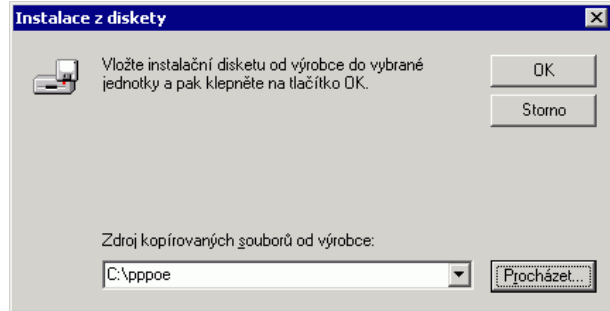 Instalace z diskety
Vložte instalační disketu od výrobce do vybrané
jednotky a pak klepněte na tlačítko OK.
OK
Storno
Zdroj kopírovaných souborů od výrobce:
C:\pppoe
Procházet...